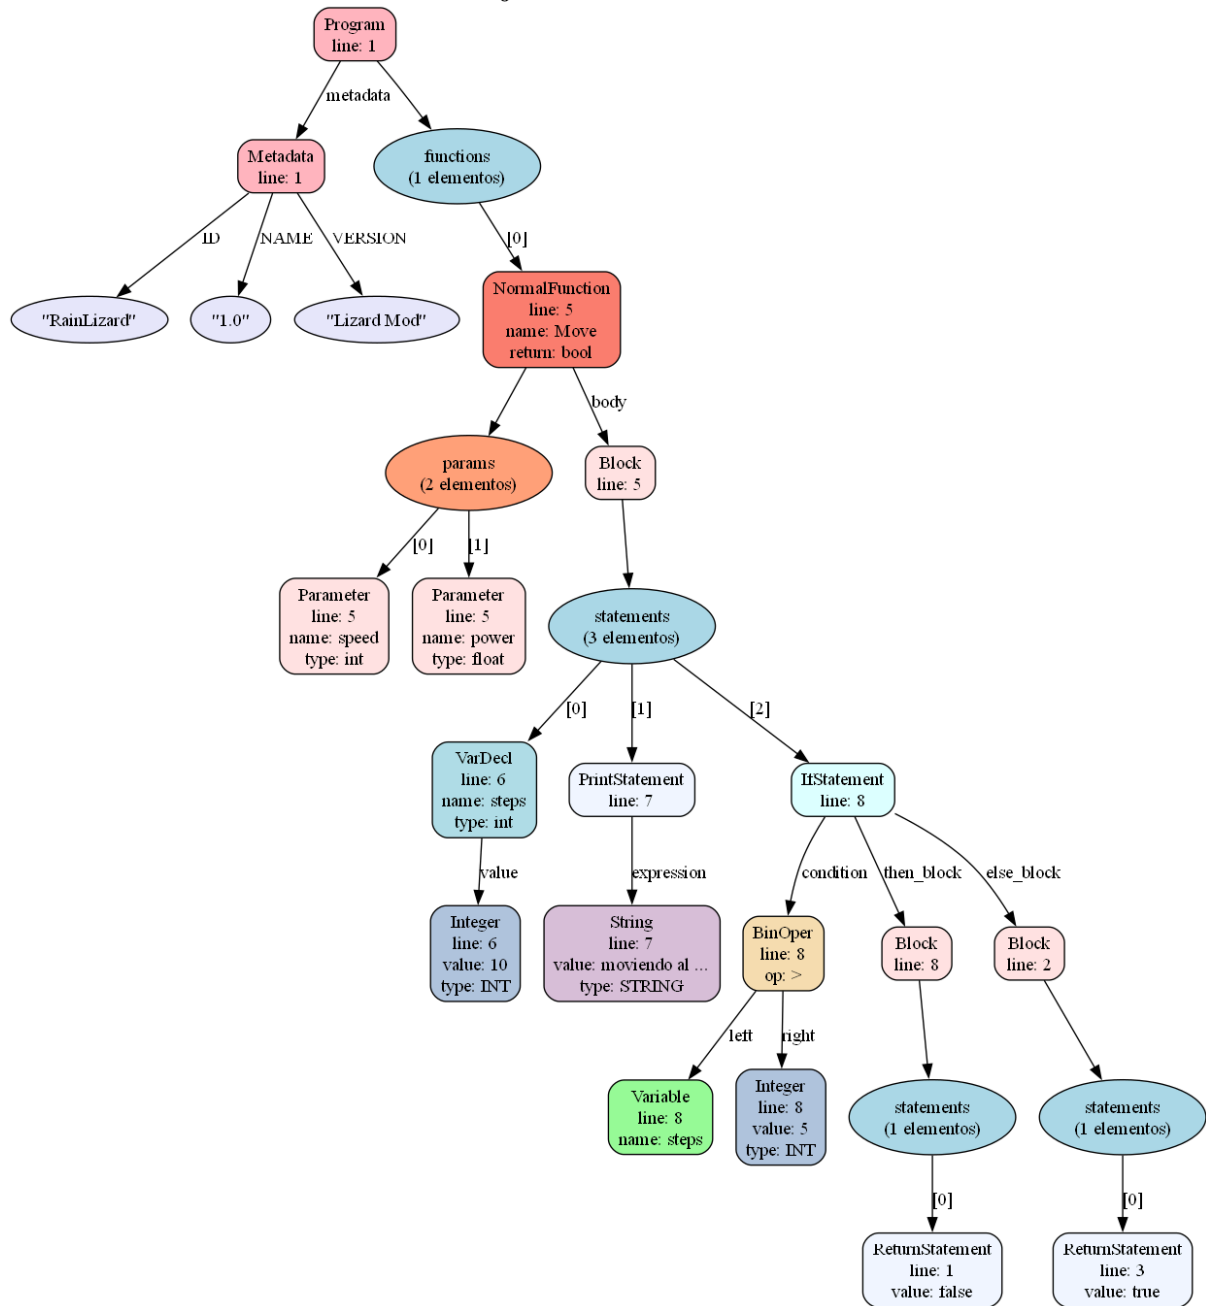 Program
line: 1
metadata
Metadata
line: 1
functions
(1 elementos)
ID
NAME
VERSION
[0]
"RainLizard"
"1.0"
"Lizard Mod"
NormalFunction
line: 5
name: Move
return: bool
body
params
(2 elementos)
Block
line: 5
[0]
[1]
Parameter
line: 5
name: speed
type: int
Parameter
line: 5
name: power
type: float
statements
(3 elementos)
[0]
[1]
[2]
VarDecl
line: 6
name: steps
type: int
PrintStatement
line: 7
IfStatement
line: 8
value
expression
condition
then_block
else_block
Integer
line: 6
value: 10
type: INT
String
line: 7
value: moviendo al ...
type: STRING
BinOper
line: 8
op: >
Block
line: 8
Block
line: 2
left
right
Variable
line: 8
name: steps
Integer
line: 8
value: 5
type: INT
statements
(1 elementos)
statements
(1 elementos)
[0]
[0]
ReturnStatement
line: 1
value: false
ReturnStatement
line: 3
value: true